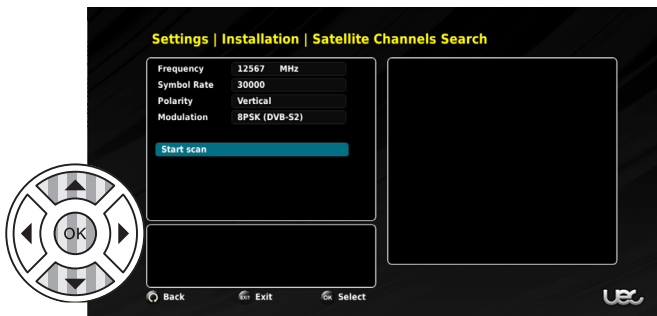 Settings | Installation | Satellite Channels Search
Frequency 12567 MHz
Symbol Rate 30000
Polarity Vertical
Modulation 8PSK (DVB-S2)
Start scan
OK
Back EXIT Exit OK Select
UEC